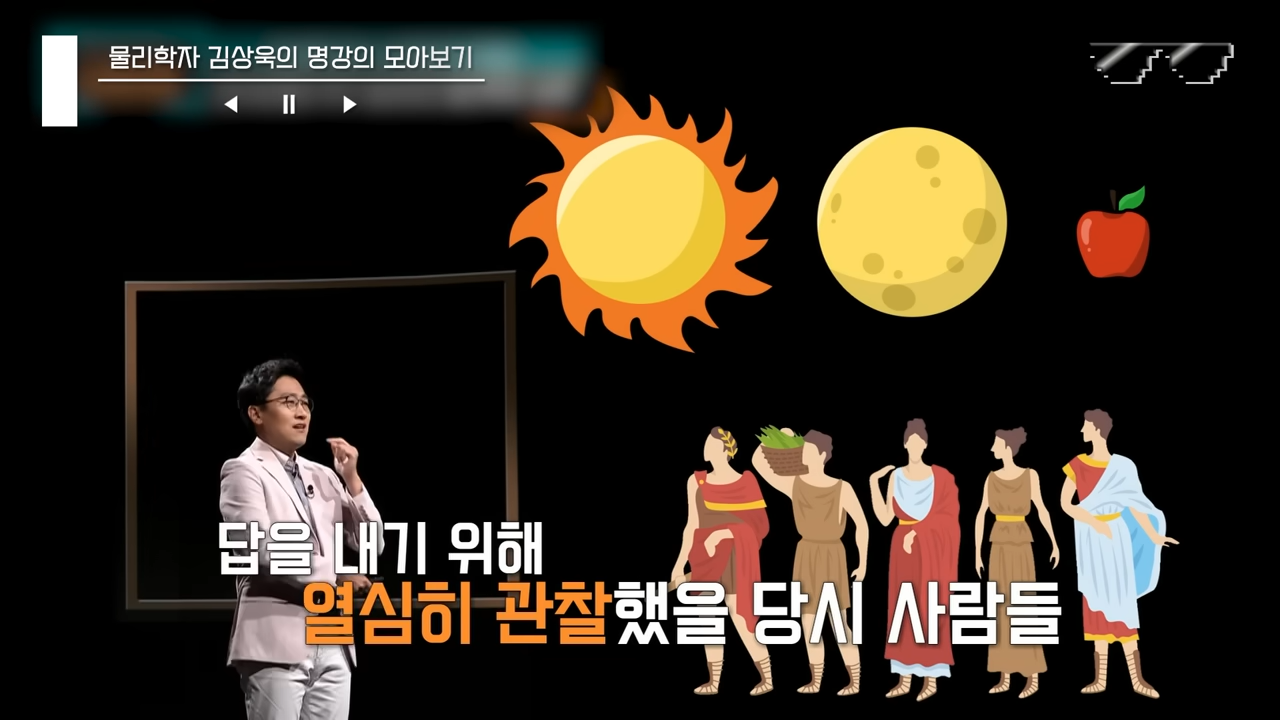 물리학자 김상욱의 명강의 모아보기
답을 내기 위해
열심히 관찰했을 당시 사람들